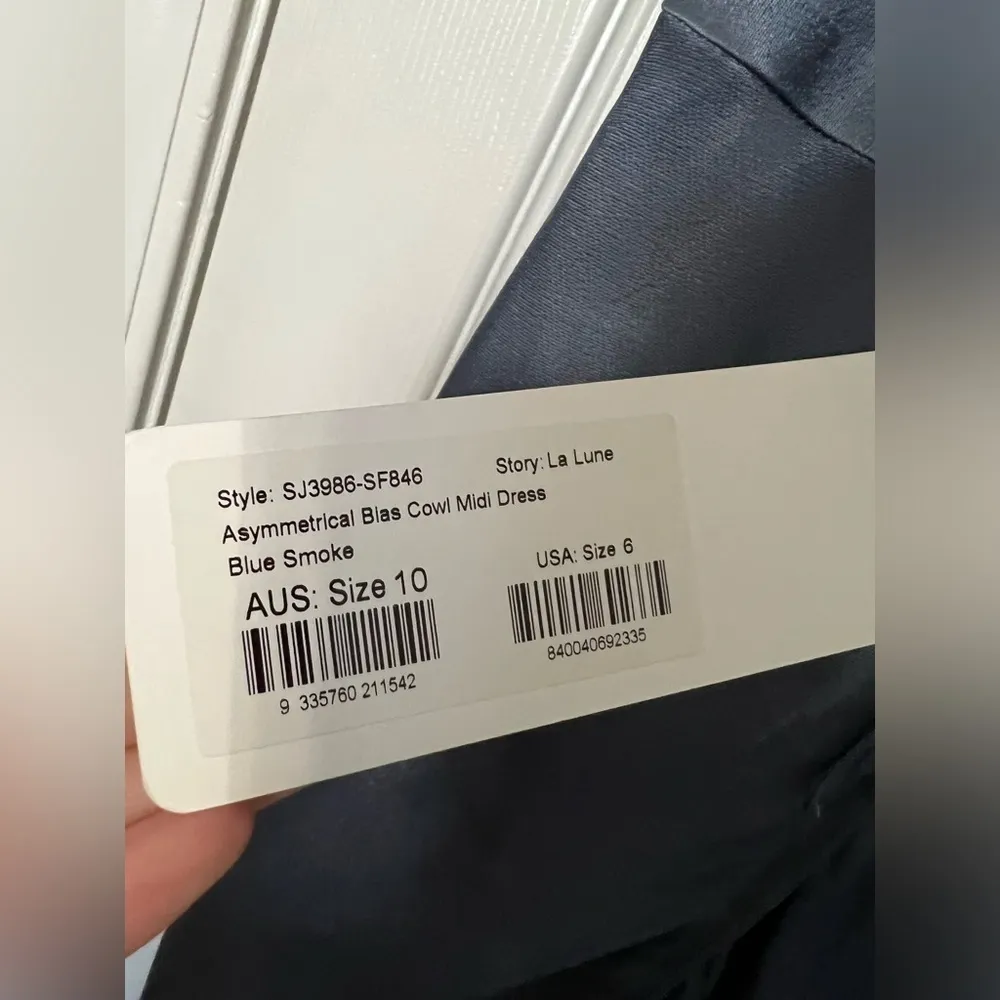 Style: SJ3986-SF846 Story: La Lune
Asymmetrical Bias Cowl Midi Dress
Blue Smoke
AUS: Size 10 USA: Size 6
9 335760 211542 840040692335